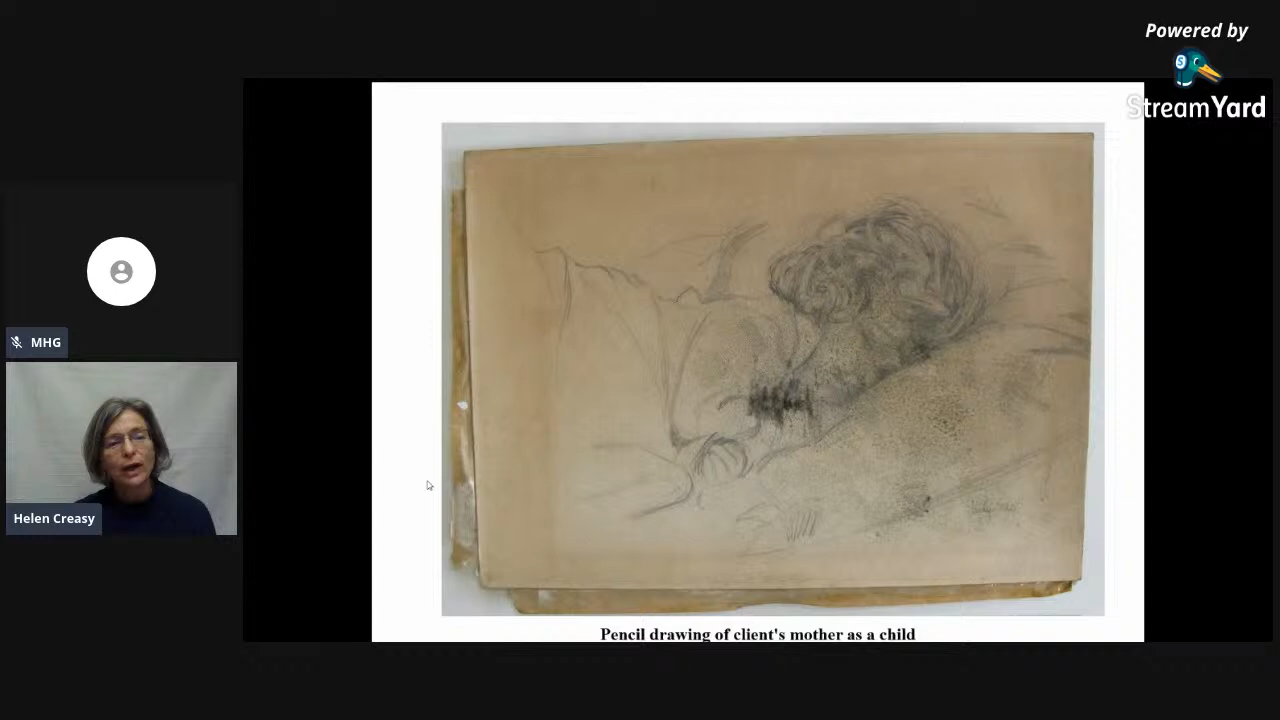 Powered by
StreamYard
MHG
Helen Creasy
Pencil drawing of client's mother as a child